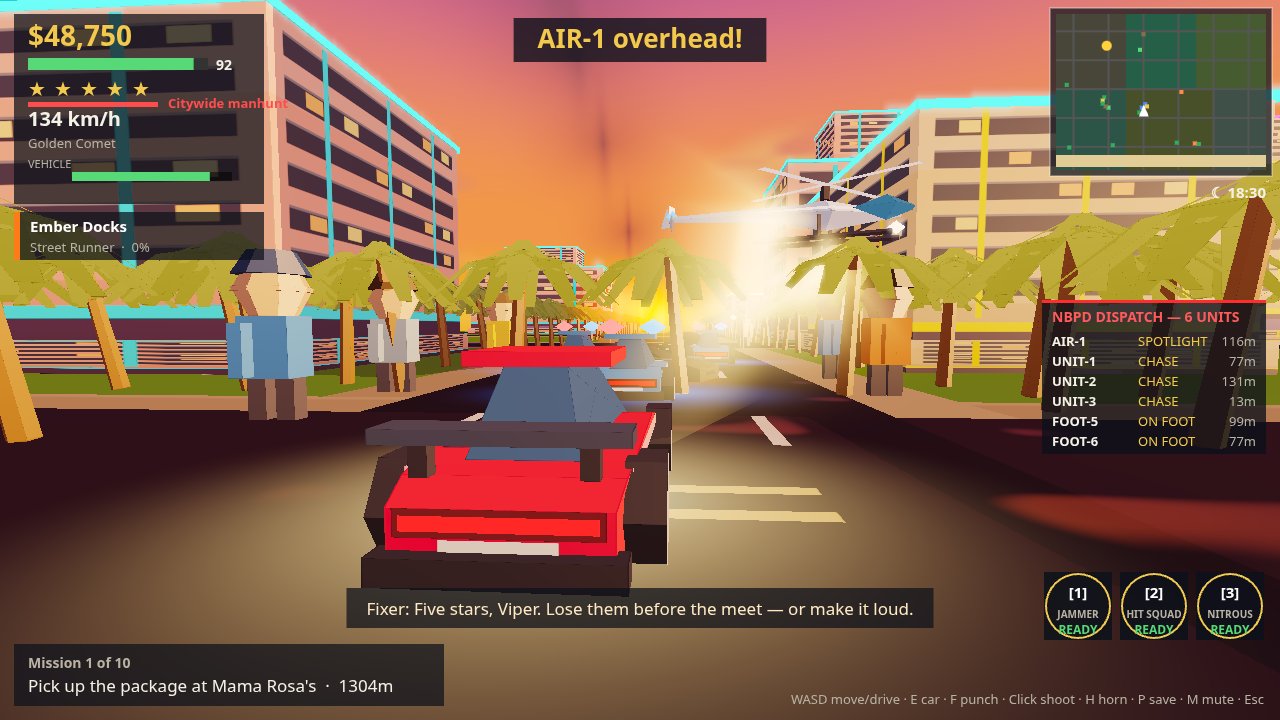 $48,750
92
★ ★ ★ ★ ★
Citywide manhunt
134 km/h
Golden Comet
VEHICLE
Ember Docks
Street Runner · 0%
AIR-1 overhead!
☾ 18:30
NBPD DISPATCH — 6 UNITS
AIR-1 SPOTLIGHT 116m
UNIT-1 CHASE 77m
UNIT-2 CHASE 131m
UNIT-3 CHASE 13m
FOOT-5 ON FOOT 99m
FOOT-6 ON FOOT 77m
[1] [2] [3]
JAMMER HIT SQUAD NITROUS
READY READY READY
Fixer: Five stars, Viper. Lose them before the meet — or make it loud.
Mission 1 of 10
Pick up the package at Mama Rosa's · 1304m
WASD move/drive · E car · F punch · Click shoot · H horn · P save · M mute · Esc